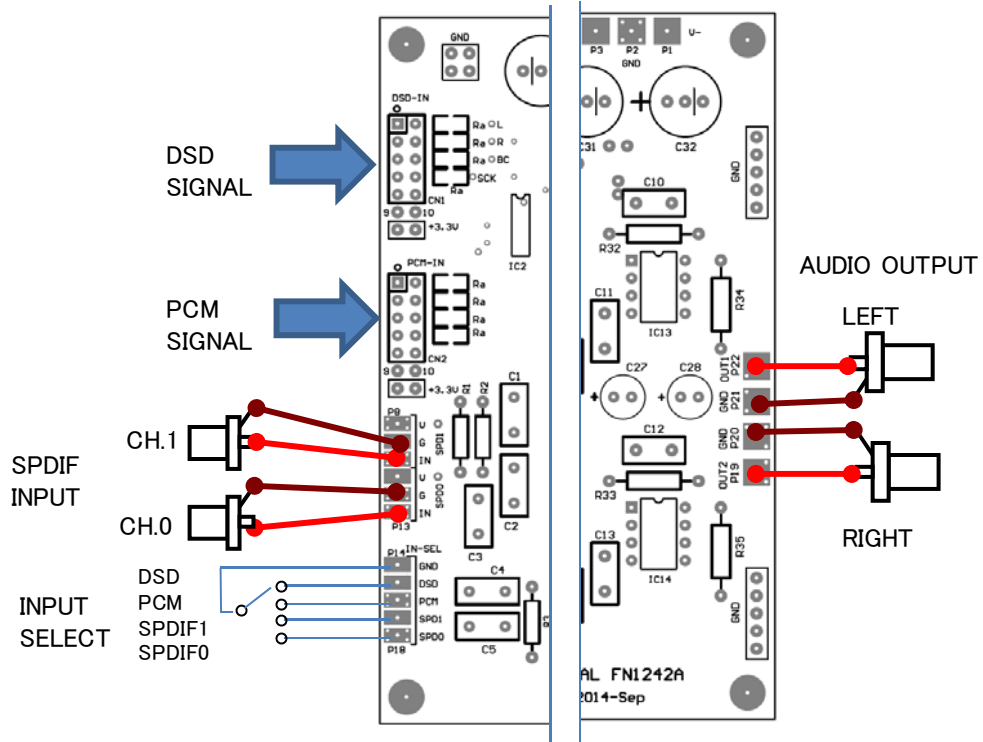 GND
DSD-IN
DSD
SIGNAL
Ra L
Ra R
Ra BC
SCK
Ra
CN1
9 10
+3.3V
IC2
PCM-IN
PCM
SIGNAL
Ra
Ra
Ra
Ra
CN2
9 10
+3.3V
R1
R2
C1
P8
V
G
IN
SPD1
V
G
IN
SPD0
P13
C2
C3
SPDIF
INPUT
CH.1
CH.0
P14
IN-SEL
GND
DSD
PCM
SPD1
SPD0
P18
C4
C5
INPUT
SELECT
DSD
PCM
SPDIF1
SPDIF0
P3
P2
P1
V-
GND
C31
+
C32
GND
C10
R32
C11
IC13
R34
AUDIO OUTPUT
LEFT
OUT1
P22
GND
P21
GND
P20
OUT2
P19
RIGHT
+
C27
+
C28
C12
R33
C13
IC14
R35
GND
AL FN1242A
2014-Sep